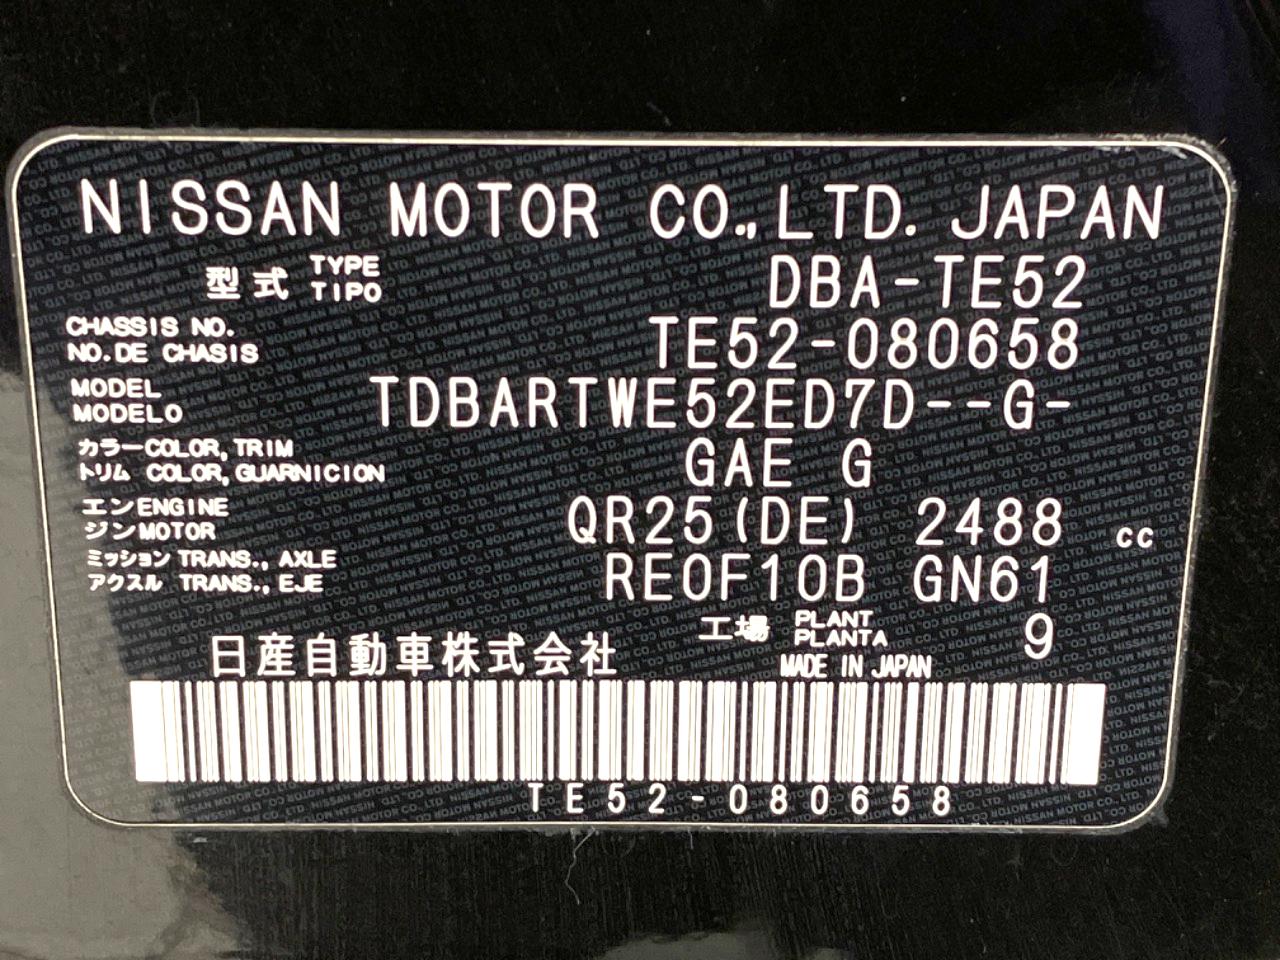 NISSAN MOTOR CO.,LTD. JAPAN
型式 TYPE TIPO DBA-TE52
CHASSIS NO.
NO.DE CHASIS TE52-080658
MODEL
MODELO TDBARTWE52ED7D--G-
カラーCOLOR,TRIM
トリム COLOR,GUARNICION GAE G
エンENGINE
ジンMOTOR QR25(DE) 2488 cc
ミッション TRANS., AXLE
アクスル TRANS., EJE RE0F10B GN61
工場 PLANT PLANTA 9
日産自動車株式会社 MADE IN JAPAN
TE52-080658